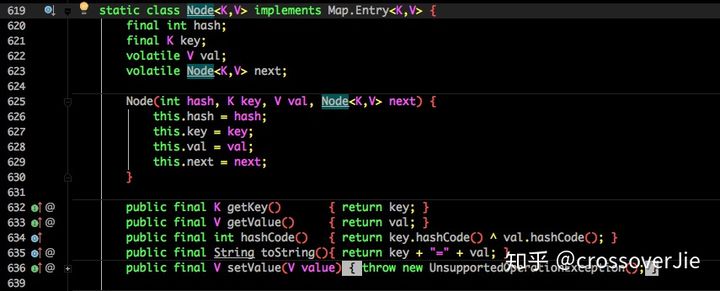 619 static class Node<K,V> implements Map.Entry<K,V> {
620 final int hash;
621 final K key;
622 volatile V val;
623 volatile Node<K,V> next;
624
625 Node(int hash, K key, V val, Node<K,V> next) {
626 this.hash = hash;
627 this.key = key;
628 this.val = val;
629 this.next = next;
630 }
631
632 @ public final K getKey() { return key; }
633 @ public final V getValue() { return val; }
634 public final int hashCode() { return key.hashCode() ^ val.hashCode(); }
635 @ public final String toString(){ return key + "=" + val; }
636 @ public final V setValue(V value) { throw new UnsupportedOperationException(); }
639
知乎 @crossoverJie